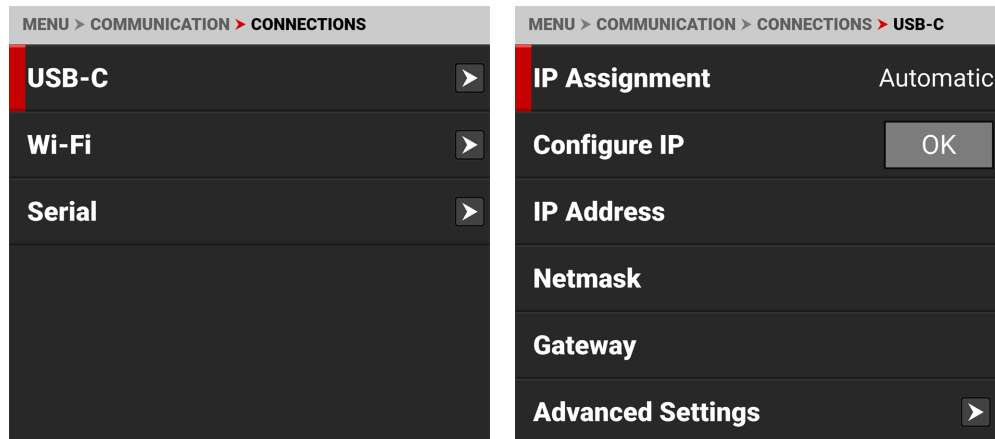 MENU > COMMUNICATION > CONNECTIONS
USB-C
Wi-Fi
Serial
MENU > COMMUNICATION > CONNECTIONS > USB-C
IP Assignment Automatic
Configure IP OK
IP Address
Netmask
Gateway
Advanced Settings